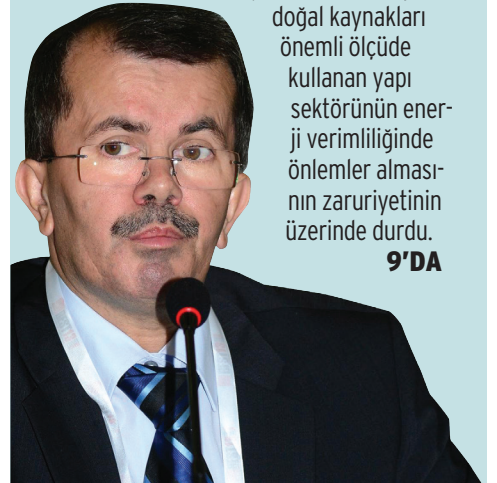 doğal kaynakları
önemli ölçüde
kullanan yapı
sektörünün ener-
ji verimliliğinde
önlemler alması-
nın zaruriyetinin
üzerinde durdu.
9’DA